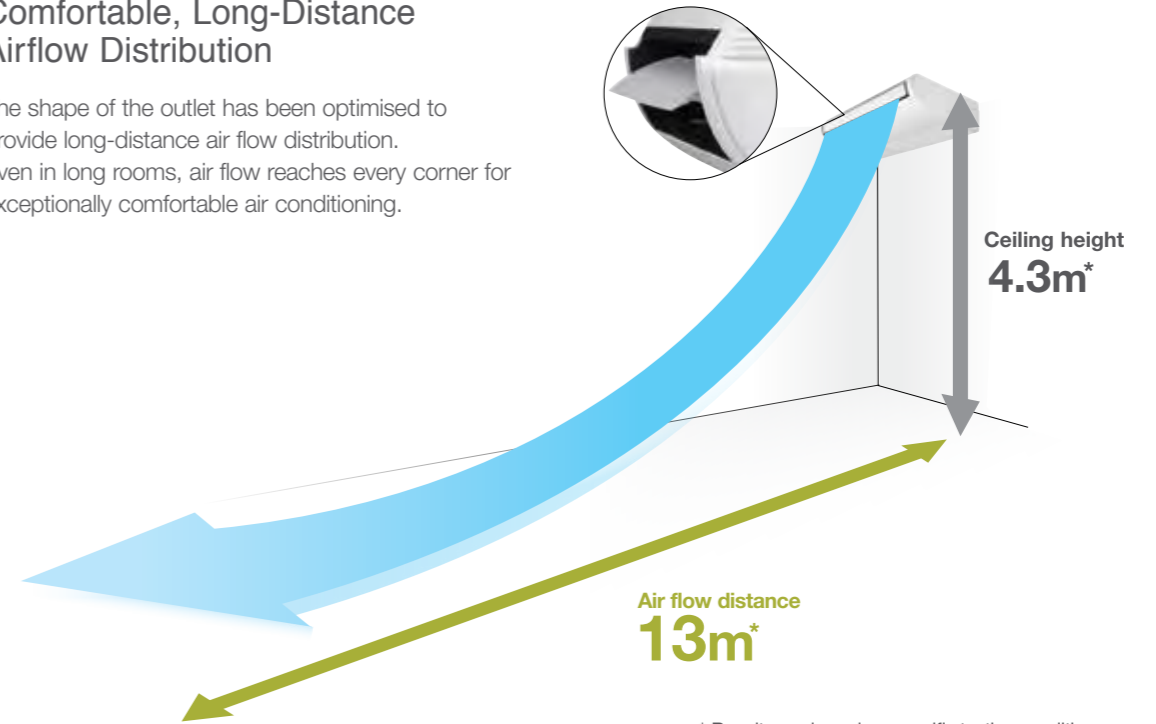 Comfortable, Long-Distance
Airflow Distribution
he shape of the outlet has been optimised to
rovide long-distance air flow distribution.
ven in long rooms, air flow reaches every corner for
xceptionally comfortable air conditioning.
Ceiling height
4.3m*
Air flow distance
13m*